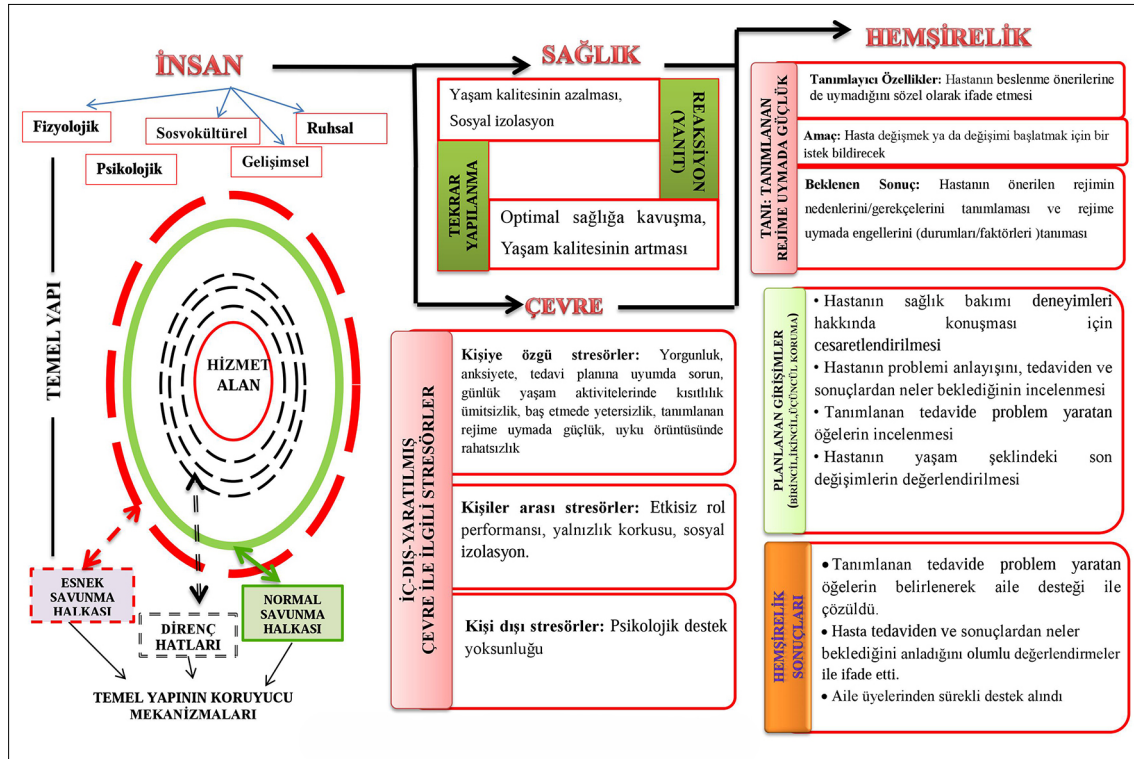 İNSAN
Fizyolojik
Sosvokültürel
Ruhsal
Psikolojik
Gelişimsel
TEMEL YAPI
HİZMET
ALAN
ESNEK
SAVUNMA
HALKASI
DİRENÇ
HATLARI
NORMAL
SAVUNMA
HALKASI
TEMEL YAPININ KORUYUCU
MEKANİZMALARI
SAĞLIK
Yaşam kalitesinin azalması,
Sosyal izolasyon
REAKSİYON
(YANIT)
TEKRAR
YAPILANMA
Optimal sağlığa kavuşma,
Yaşam kalitesinin artması
ÇEVRE
İÇ-DIŞ-YARATILMIŞ
ÇEVRE İLE İLGİLİ STRESÖRLER
Kişiye özgü stresörler: Yorgunluk,
anksiyete, tedavi planına uyumda sorun,
günlük yaşam aktivitelerinde kısıtlılık
ümitsizlik, baş etmede yetersizlik, tanımlanan
rejime uymada güçlük, uyku örüntüsünde
rahatsızlık
Kişiler arası stresörler: Etkisiz rol
performansı, yalnızlık korkusu, sosyal
izolasyon.
Kişi dışı stresörler: Psikolojik destek
yoksunluğu
HEMŞİRELİK
TANI: TANIMLANAN
REJİME UYMADA GÜÇLÜK
Tanımlayıcı Özellikler: Hastanın beslenme önerilerine
de uymadığını sözel olarak ifade etmesi
Amaç: Hasta değişmek ya da değişimi başlatmak için bir
istek bildirecek
Beklenen Sonuç: Hastanın önerilen rejimin
nedenlerini/gerekçelerini tanımlaması ve rejime
uymada engellerini (durumları/faktörleri )tanıması
PLANLANAN GİRİŞİMLER
(BİRİNCİL,İKİNCİL,ÜÇÜNCÜL KORUMA)
• Hastanın sağlık bakımı deneyimleri
hakkında konuşması için
cesaretlendirilmesi
• Hastanın problemi anlayışını, tedaviden ve
sonuçlardan neler beklediğinin incelenmesi
• Tanımlanan tedavide problem yaratan
öğelerin incelenmesi
• Hastanın yaşam şeklindeki son
değişimlerin değerlendirilmesi
HEMŞİRELİK
SONUÇLARI
• Tanımlanan tedavide problem yaratan
öğelerin belirlenerek aile desteği ile
çözüldü.
• Hasta tedaviden ve sonuçlardan neler
beklediğini anladığını olumlu değerlendirmeler
ile ifade etti.
• Aile üyelerinden sürekli destek alındı